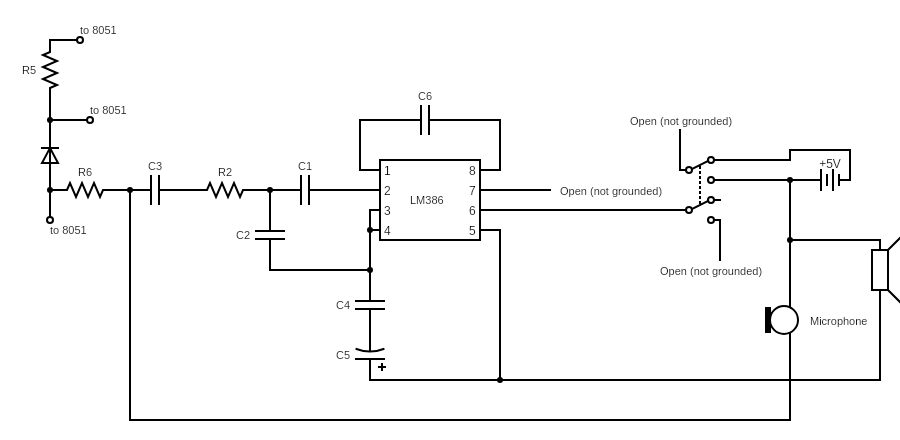 to 8051
R5
C6
to 8051
Open (not grounded)
+5V
R6
C3
R2
C1
1
8
2
LM386
7
Open (not grounded)
3
6
to 8051
C2
4
5
Open (not grounded)
C4
Microphone
C5
+